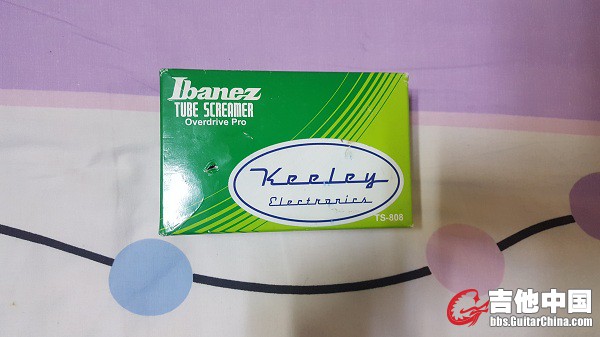 Ibanez
TUBE SCREAMER
Overdrive Pro
Keeley
Electronics
TS-808
吉他中国
bbs.GuitarChina.com